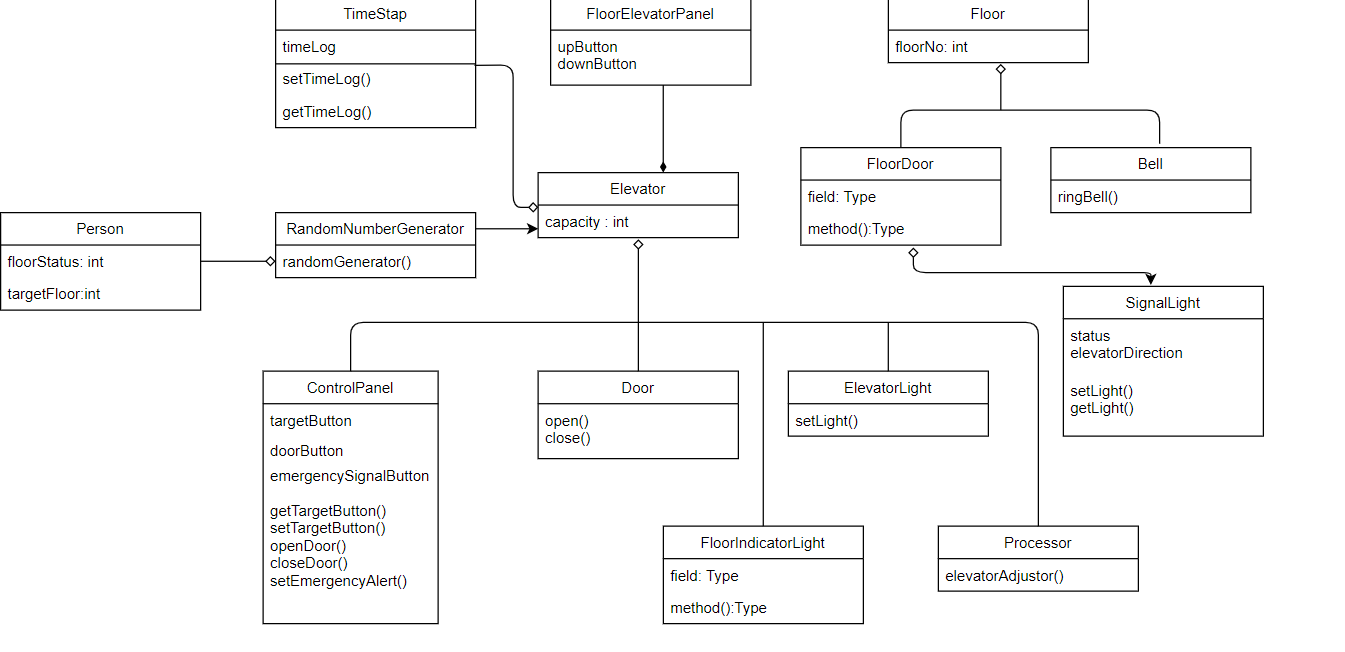 TimeStap
timeLog
setTimeLog()
getTimeLog()
FloorElevatorPanel
upButton
downButton
Floor
floorNo: int
FloorDoor
field: Type
method():Type
Bell
ringBell()
Elevator
capacity : int
Person
floorStatus: int
targetFloor:int
RandomNumberGenerator
randomGenerator()
SignalLight
status
elevatorDirection
setLight()
getLight()
ControlPanel
targetButton
doorButton
emergencySignalButton
getTargetButton()
setTargetButton()
openDoor()
closeDoor()
setEmergencyAlert()
Door
open()
close()
ElevatorLight
setLight()
FloorIndicatorLight
field: Type
method():Type
Processor
elevatorAdjustor()